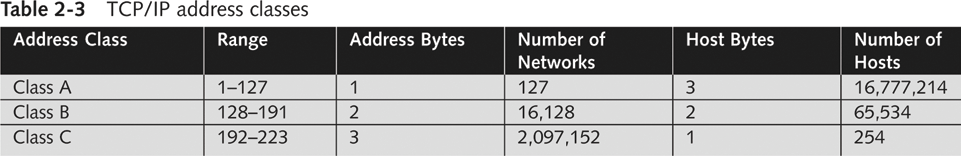 Table 2-3 TCP/IP address classes
Address Class Range Address Bytes Number of Networks Host Bytes Number of Hosts
Class A 1–127 1 127 3 16,777,214
Class B 128–191 2 16,128 2 65,534
Class C 192–223 3 2,097,152 1 254